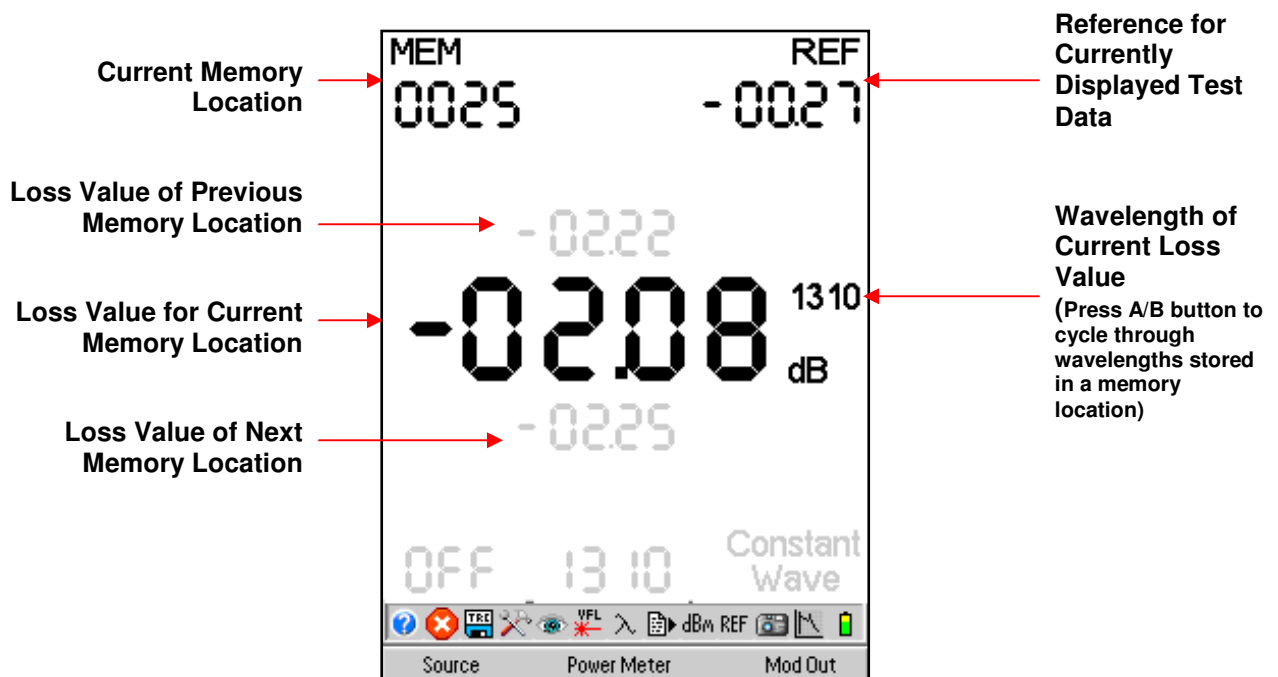 Current Memory
Location
Loss Value of Previous
Memory Location
Loss Value for Current
Memory Location
Loss Value of Next
Memory Location
MEM
REF
0025
-00.27
-02.22
-02.08
1310
dB
-02.25
OFF
1310
Constant
Wave
TRC
VFL
λ
dBm
REF
Source
Power Meter
Mod Out
Reference for
Currently
Displayed Test
Data
Wavelength of
Current Loss
Value
(Press A/B button to
cycle through
wavelengths stored
in a memory
location)